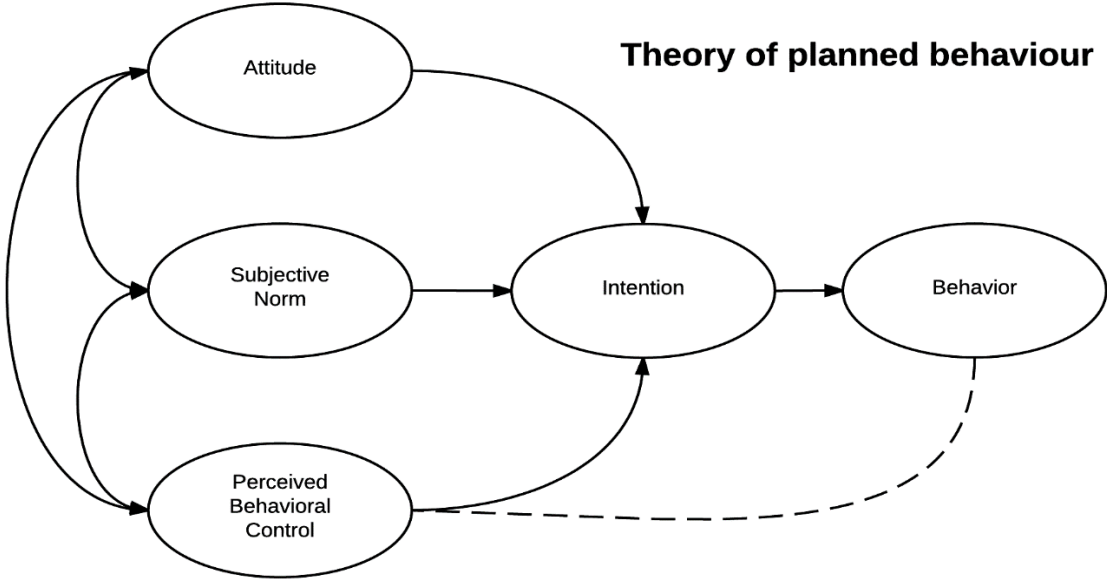 Theory of planned behaviour
Attitude
Subjective
Norm
Intention
Behavior
Perceived
Behavioral
Control